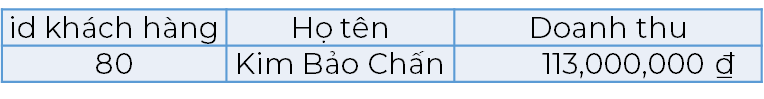 id khách hàng Họ tên Doanh thu
80 Kim Bảo Chấn 113,000,000 ₫